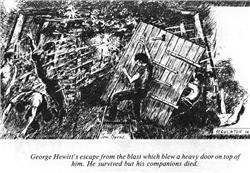 George Hewitt's escape from the blast which blew a heavy door on top of
him. He survived but his companions died.